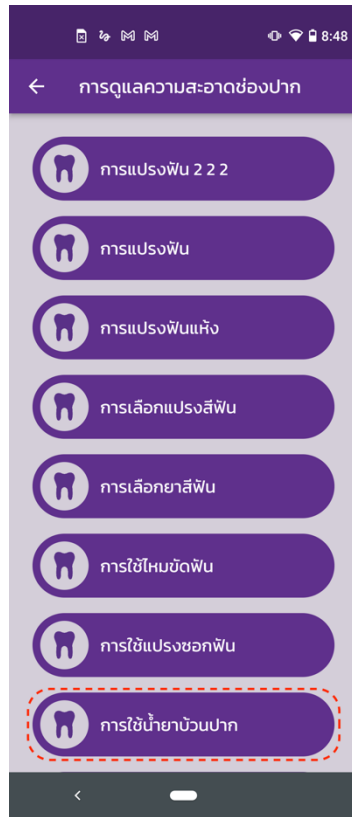 8:48
การดูแลความสะอาดช่องปาก
การแปรงฟัน 2 2 2
การแปรงฟัน
การแปรงฟันแห้ง
การเลือกแปรงสีฟัน
การเลือกยาสีฟัน
การใช้ไหมขัดฟัน
การใช้แปรงซอกฟัน
การใช้น้ำยาบ้วนปาก